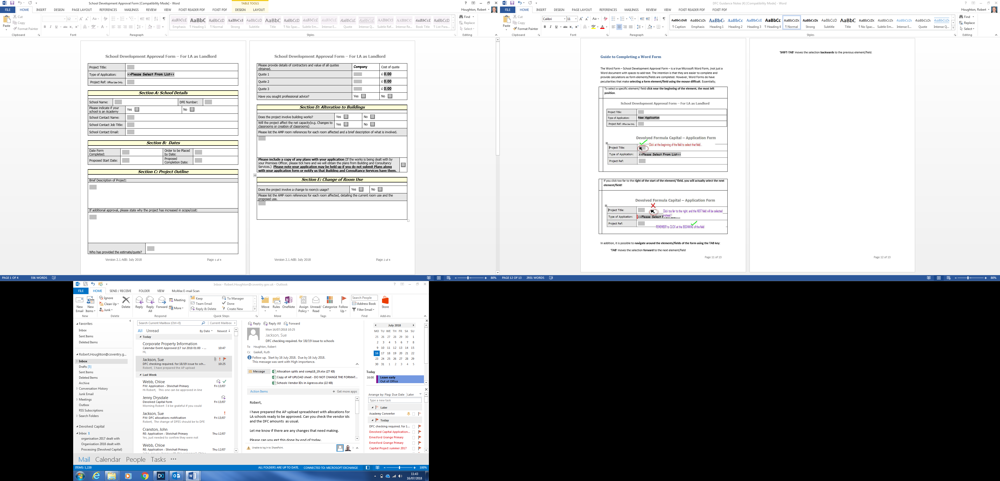 School Development Approval Form [Compatibility Mode] - Word
TABLE TOOLS
FILE HOME INSERT DESIGN PAGE LAYOUT REFERENCES MAILINGS REVIEW VIEW FOXIT READER PDF FOXIT PDF DESIGN LAYOUT
Houghton, Robert
Paste
Cut
Copy
Format Painter
12
AaBbCcL AaBbC AaBbCcD AaBbCcI AaBbCcD AaBbC AaBbCcD AaBbCcL AaBbCcL AaBbCcL AaBbCcL AABBCCI AABBCC AaBbCcL AaBbCcD
Emphasis ¶ Heading 1 ¶ Normal Strong Subtitle Title ¶ No Spac... Subtle Em... Intense E... Quote Intense Q... Subtle Ref... Intense Re... Book Title ¶ List Para...
Find
Replace
Select
Clipboard Font Paragraph Styles Editing
School Development Approval Form – For LA as Landlord
Project Title:
Type of Application: >>Please Select From List<<
Project Ref: Office Use Only.
Section A: School Details
School Name: DFE Number:
Please indicate if your
school is an Academy Yes No
School Contact Name:
School Contact Job Title:
School Contact Email:
Section B: Dates
Date Form
Completed:
Order to be Placed
by Date:
Proposed Start Date:
Proposed
Completion Date:
Section C: Project Outline
Brief Description of Project:
If additional approval, please state why the project has increased in scope/cost:
Who has provided the estimate/quote?
Version 2.1.4dB: July 2018 Page 1 of 4
School Development Approval Form – For LA as Landlord
Please provide details of contractors and value of all quotes
obtained.
Company Cost of quote
Quote 1 £ 0.00
Quote 2 £ 0.00
Quote 3 £ 0.00
Have you sought professional advice? Yes No
Section D: Alteration to Buildings
Does the project involve building works? Yes No
Will the project affect the net capacity(e.g. Changes to
classrooms or creation of classrooms) Yes No
Please list the AMP room references for each room affected and a brief description of what is involved.
Please include a copy of any plans with your application (If the works is being dealt with by
your Premises Officer, please tick here and we will obtain the plans from Building and Consultancy
Services.) Please note your application may be held up if you do not submit Plans along
with your application form or notify us that Building and Consultancy Services have them.
Section E: Change of Room Use
Does the project involve a change to room/s usage? Yes No
Please list the AMP room references for each room affected, detailing the current room use and the
proposed use.
Version 2.1.4dB: July 2018 Page 2 of 4
PAGE 1 OF 4 556 WORDS 80%
DFC Guidance Notes (4) [Compatibility Mode] - Word
FILE HOME INSERT DESIGN PAGE LAYOUT REFERENCES MAILINGS REVIEW VIEW FOXIT READER PDF FOXIT PDF
Houghton, Robert
Paste
Cut
Copy
Format Painter
Calibri 11
¶ Caption Emphasis Heading 1 Heading 2 Heading 3 ¶ Heading 4 ¶ Normal Strong Subtitle Title ¶ No Spac... Subtle Em... Intense E... Quote Intense Q...
Find
Replace
Select
Clipboard Font Paragraph Styles Editing
Guide to Completing a Word Form
The Word Form – School Development Approval Form – is a true Microsoft Word Form, (not just a
Word document with spaces to add text. The intention is that they are easier to complete and
provide calculations as form elements/fields are completed. However, Word Forms do have
peculiarities that make selecting a form element/field using the mouse difficult. Essentially;
To select a specific element/ field click near the beginning of the element, the most left
position.
School Development Approval Form – For LA as Landlord
Project Title:
Type of Application: New Application
Project Ref: Office Use Only.
Devolved Formula Capital – Application Form
Click at the beginning of the field to select that field...
Project Title:
Type of Application: >>Please Select From List<<
Project Ref:
If you click too far to the right of the start of the element/ field, you will actually select the next
element/field!
Devolved Formula Capital – Application Form
Project Title:
Click too far to the right, and the NEXT field will be selected
instead !
Type of Application: >>Please Select
Project Ref:
REMEMBER to CLICK at the BEGINNING of the field
In addition, it is possible to navigate around the elements/fields of the form using the TAB key:
'TAB' moves the selection forward to the next element/field
Page 11 of 13
'SHIFT-TAB' moves the selection backwards to the previous element/field.
Page 12 of 13
PAGE 12 OF 13 2931 WORDS 80%
Inbox - Robert.Houghton@coventry.gov.uk - Outlook
FILE HOME SEND / RECEIVE FOLDER VIEW McAfee E-mail Scan
New Email
New Items
Ignore
Clean Up
Junk
Delete
Reply
Reply All
Forward
Meeting
More
Keep
Team Email
Reply & Delete
To Manager
Done
Create New
Move
Rules
OneNote
Assign Policy
Unread/ Read
Categorize
Follow Up
Search People
Address Book
Filter Email
Store
New Delete Respond Quick Steps Move Tags Find Add-ins
Favorites
Inbox
Sent Items
Deleted Items
Robert.Houghton@coventry.g...
Inbox
Drafts [5]
Sent Items
Deleted Items
Archive
Conversation History
Junk Email
Meetings
Outbox
RSS Subscriptions
Search Folders
Devolved Capital
Inbox 1
organisation 2017 dealt with
Organisation 2018 dealt with
Processing (Devolved Capital)
Search Current Mailbox (Ctrl+E) Current Mailbox
All Unread By Date Newest ↓
Today
Corporate Property Information
Calendar Event Approved (17 Jul 2018 01:00 - ... 10:47
Hi,
Jackson, Sue
DFC checking required. for 18/19 issue to sch... 10:25
Robert, I have prepared the AP upload
Last Week
Webb, Chloe
FW: Application - Stivichall Primary Fri 13/07
Hi Robert, This one can be approved in line
Jenny Drysdale
Devolved Capital form Fri 13/07
Morning Robert I'd be grateful if you could
Jackson, Sue
FW: DFC allocations notification Fri 13/07
Robert, The change of DFES should be to DFE
Cranston, John
RE: Application - Stivichall Primary Thu 12/07
Yes, just needed to confirm they were not
Webb, Chloe
RE: Application - Stivichall Primary Thu 12/07
Reply Reply All Forward
Mon 16/07/2018 10:25
Jackson, Sue
DFC checking required. for 18/19 issue to schools
To Houghton, Robert
Cc Gaskell, Ruth
Follow up. Start by 16 July 2018. Due by 16 July 2018.
This message was sent with High importance.
Message
Allocation splits and comp18_19.xlsx (27 KB)
Copy of AP UPLOAD sheet - DO NOT CHANGE THE FORMAT...
Schools Vendor IDs in Agresso.xlsx (22 KB)
Action Items + Get more apps
Robert,
I have prepared the AP upload spreadsheet with allocations for
LA schools ready to be approved. Can you check the vendor ids
and the DFC amounts as usual.
Let me know if there are any changes that need making.
Please can you get this done by end of today.
Unable to log in to: SharePoint.
July 2018
MO TU WE TH FR SA SU
25 26 27 28 29 30 1
2 3 4 5 6 7 8
9 10 11 12 13 14 15
16 17 18 19 20 21 22
23 24 25 26 27 28 29
30 31 1 2 3 4 5
Today
16:00 Leave early
Out of Office
Arrange by: Flag: Due Date Later
Type a new task
Later
Academy Converter
Today
DFC checking required. for 1...
Devolved Capital Application...
Ernesford Grange Primary
Ernesford Grange Primary
Capital Project summer 2017
Mail Calendar People Tasks ...
ITEMS: 1,220 ALL FOLDERS ARE UP TO DATE. CONNECTED TO: MICROSOFT EXCHANGE 100%
11:43
16/07/2018